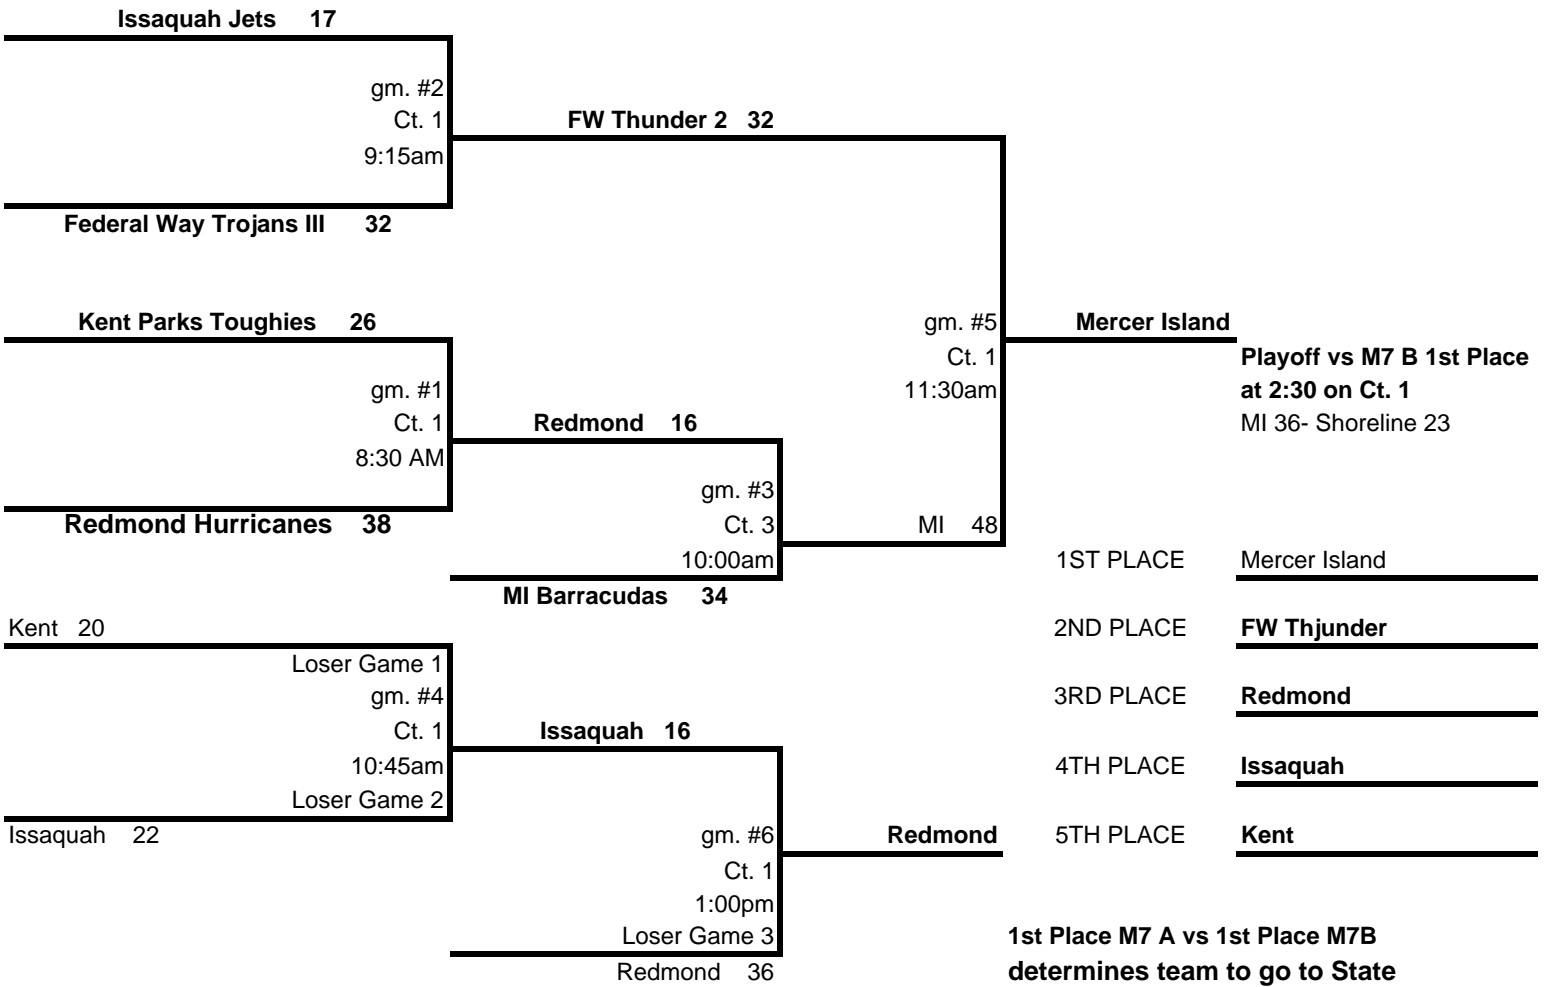 Issaquah Jets 17
gm. #2
Ct. 1
FW Thunder 2 32
9:15am
Federal Way Trojans III 32
Kent Parks Toughies 26
gm. #5
Mercer Island
Ct. 1
Playoff vs M7 B 1st Place
gm. #1
11:30am
at 2:30 on Ct. 1
Ct. 1
Redmond 16
MI 36- Shoreline 23
8:30 AM
gm. #3
Redmond Hurricanes 38
Ct. 3
MI 48
10:00am
1ST PLACE Mercer Island
MI Barracudas 34
Kent 20
2ND PLACE FW Thjunder
Loser Game 1
gm. #4
3RD PLACE Redmond
Ct. 1
Issaquah 16
10:45am
4TH PLACE Issaquah
Loser Game 2
Issaquah 22
gm. #6
Redmond
5TH PLACE Kent
Ct. 1
1:00pm
Loser Game 3
1st Place M7 A vs 1st Place M7B
Redmond 36
determines team to go to State